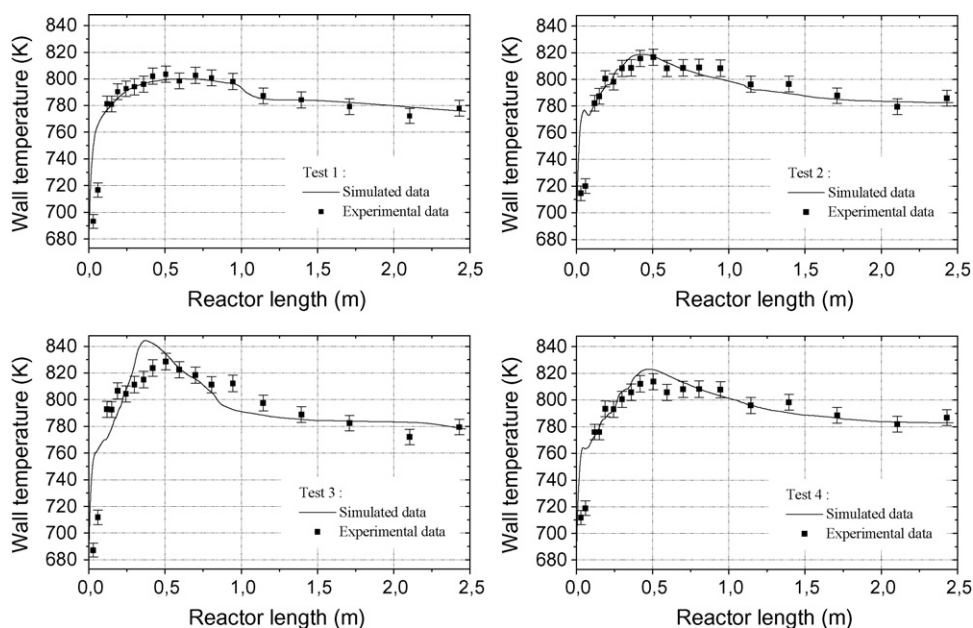 840
820
800
780
760
740
720
700
680
Wall temperature (K)
Test 1 :
Simulated data
Experimental data
0,0 0,5 1,0 1,5 2,0 2,5
Reactor length (m)
840
820
800
780
760
740
720
700
680
Wall temperature (K)
Test 2 :
Simulated data
Experimental data
0,0 0,5 1,0 1,5 2,0 2,5
Reactor length (m)
840
820
800
780
760
740
720
700
680
Wall temperature (K)
Test 3 :
Simulated data
Experimental data
0,0 0,5 1,0 1,5 2,0 2,5
Reactor length (m)
840
820
800
780
760
740
720
700
680
Wall temperature (K)
Test 4 :
Simulated data
Experimental data
0,0 0,5 1,0 1,5 2,0 2,5
Reactor length (m)